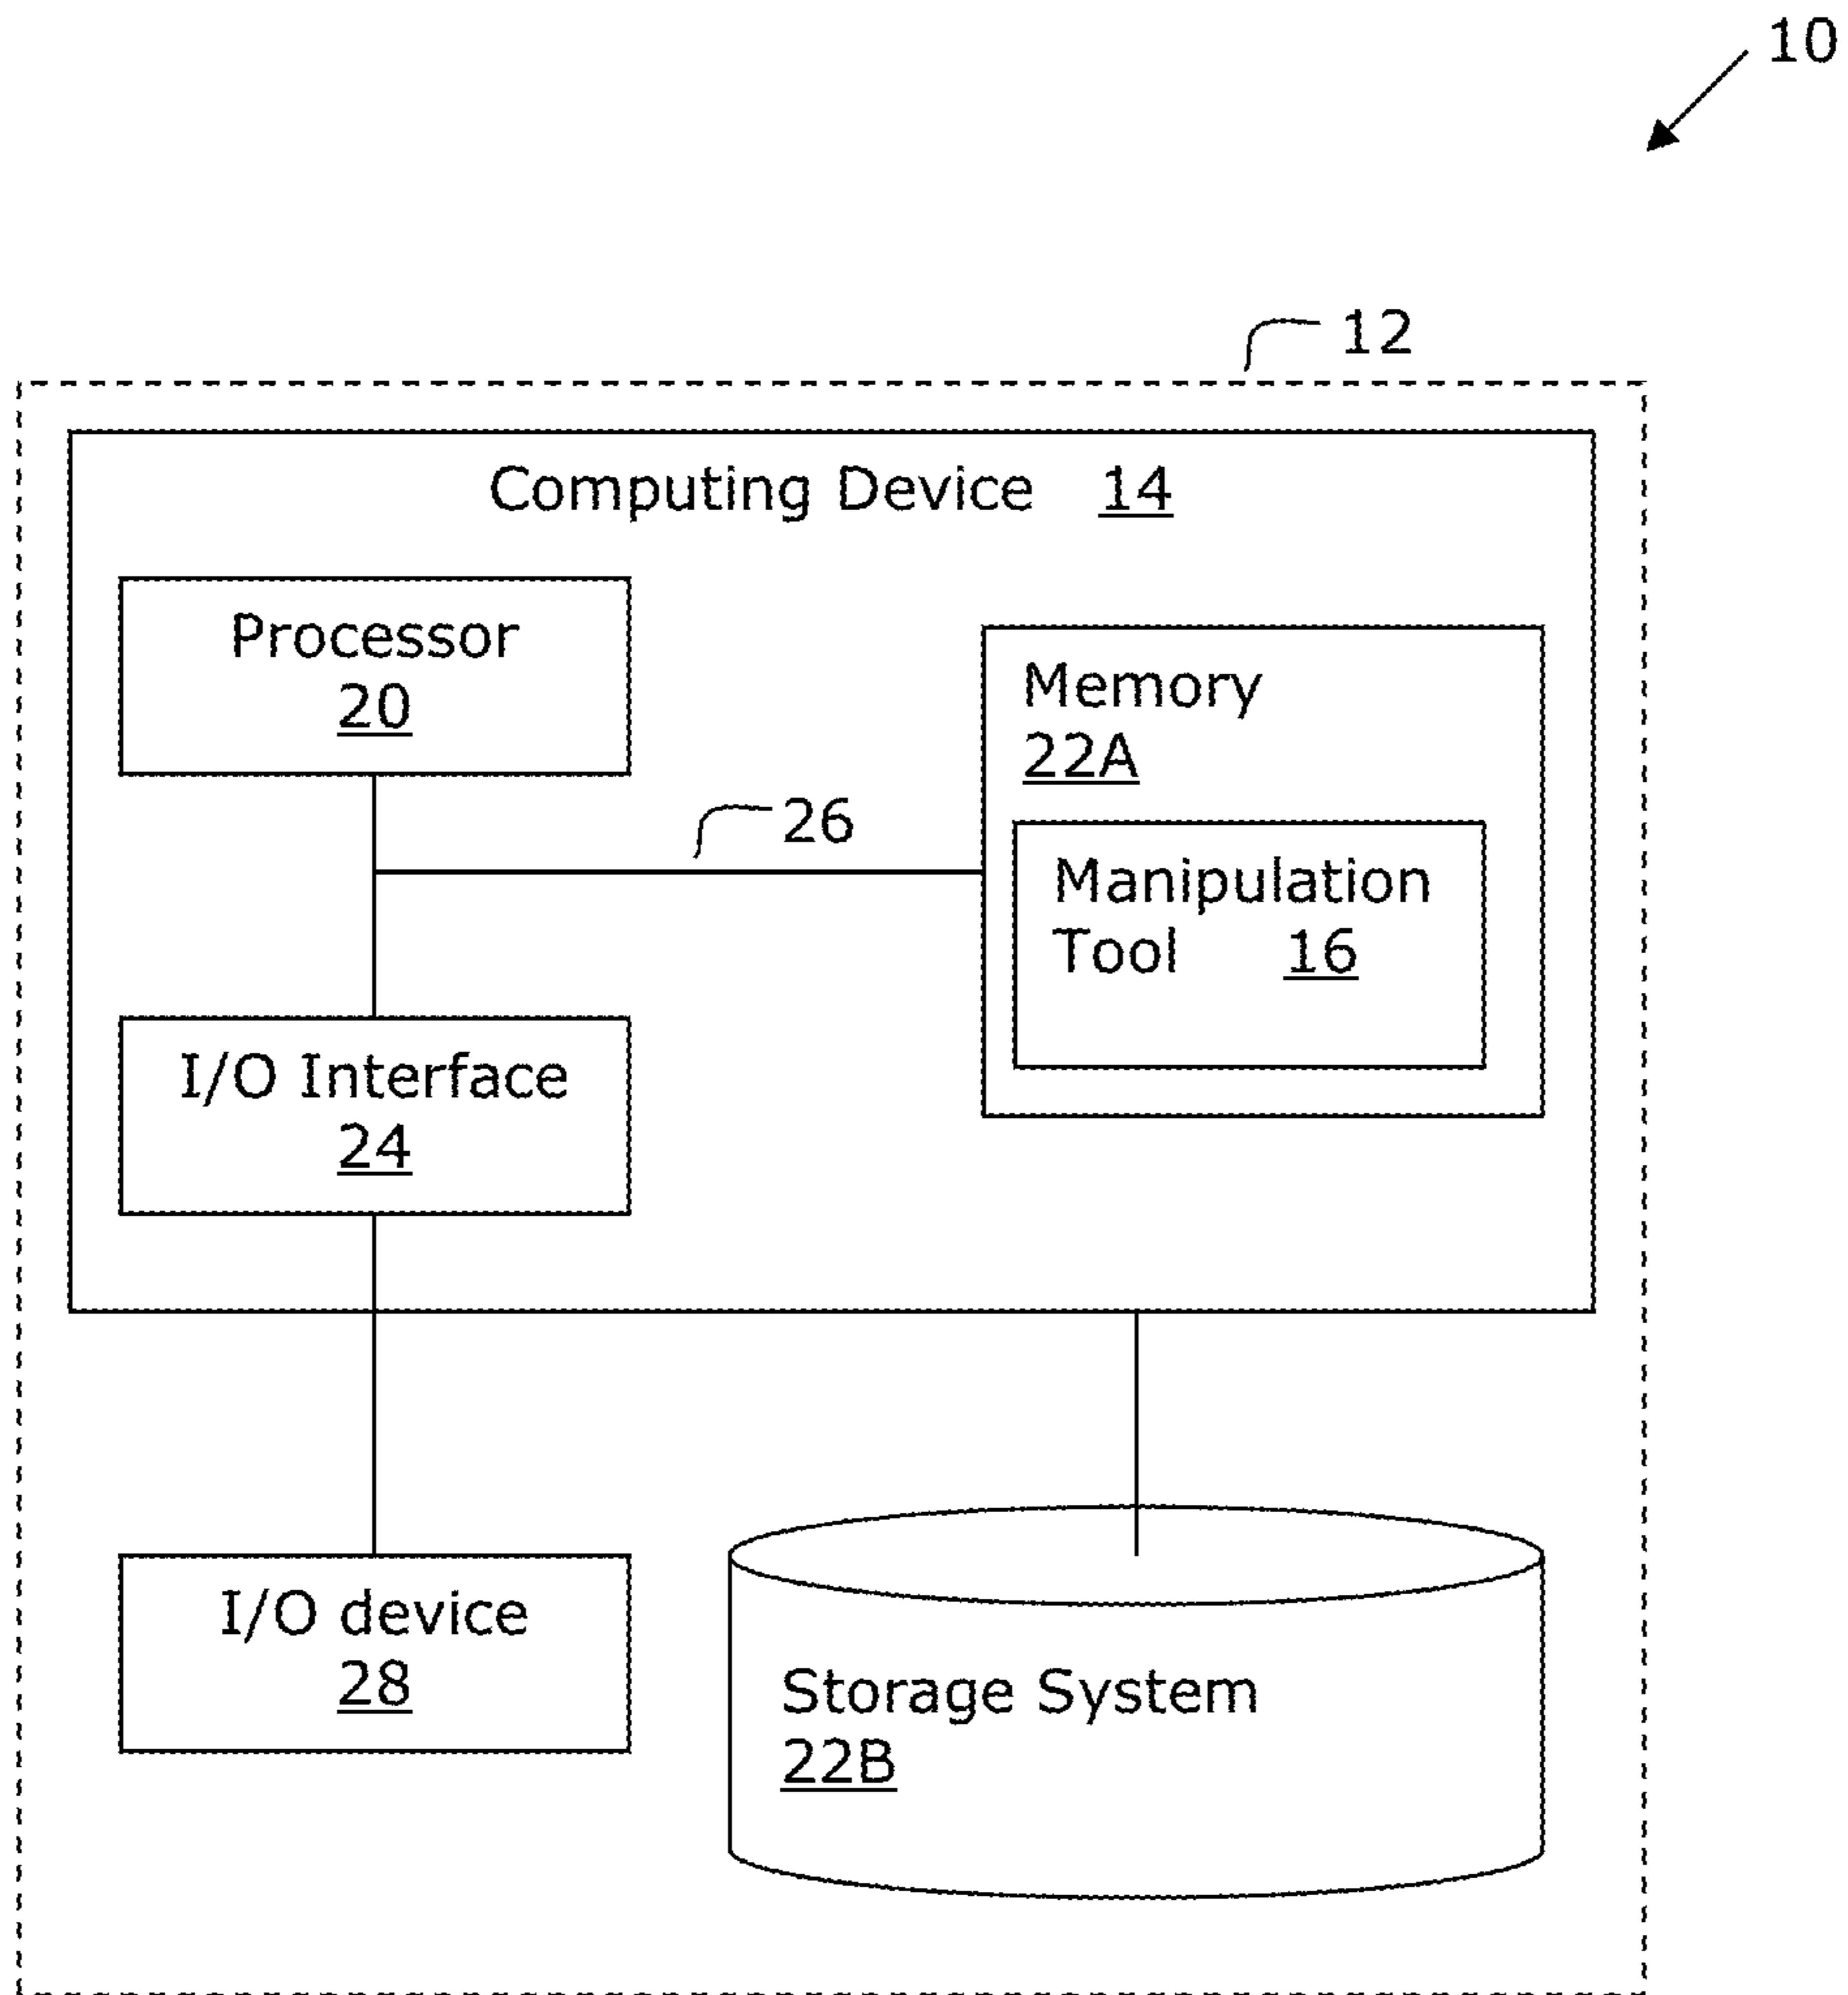 10
12
Computing Device 14
Processor
20
Memory
22A
26
Manipulation
Tool 16
I/O Interface
24
I/O device
28
Storage System
22B